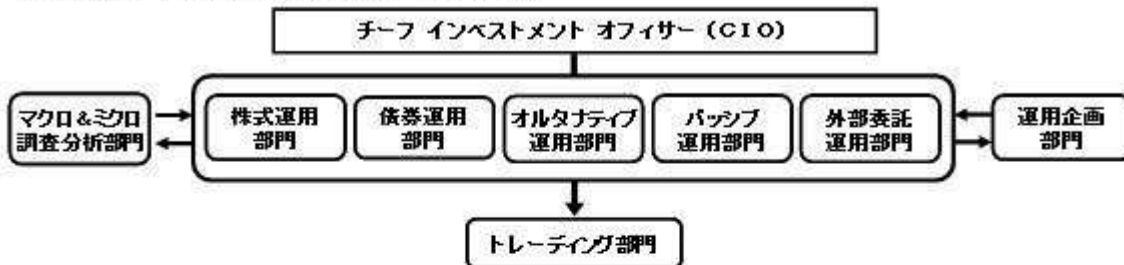 チーフ インベストメント オフィサー (CIO)
マクロ&ミクロ
調査分析部門
株式運用
部門
債券運用
部門
オルタナティブ
運用部門
パッシブ
運用部門
外部委託
運用部門
運用企画
部門
トレーディング部門